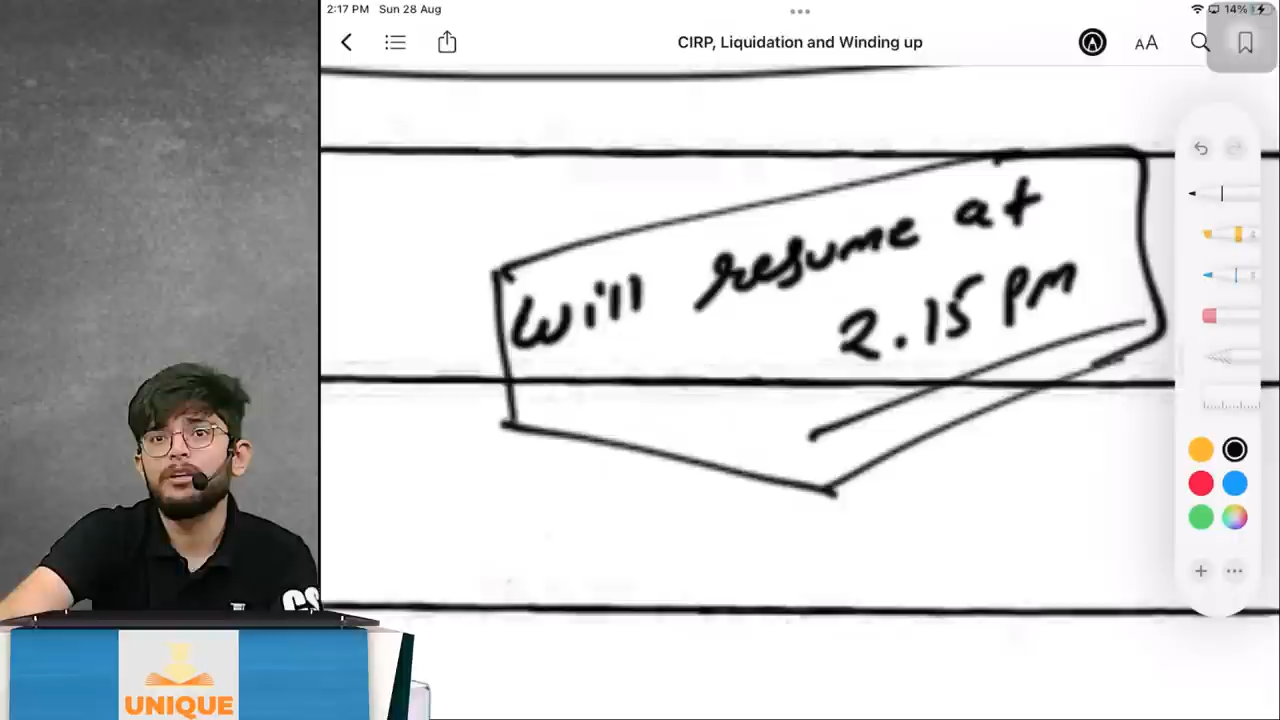 2:17 PM Sun 28 Aug
14%
CIRP, Liquidation and Winding up
AA
will resume at
2.15 pm
CS
UNIQUE